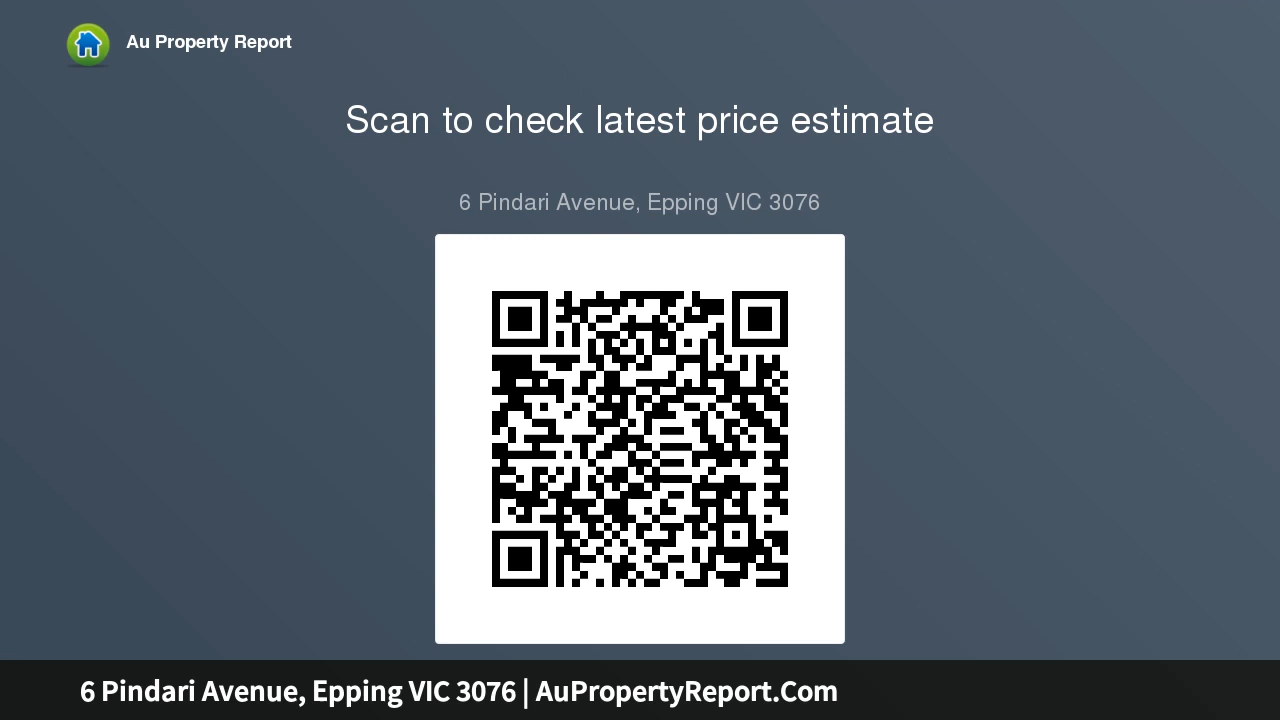 Au Property Report
Scan to check latest price estimate
6 Pindari Avenue, Epping VIC 3076
6 Pindari Avenue, Epping VIC 3076 | AuPropertyReport.Com